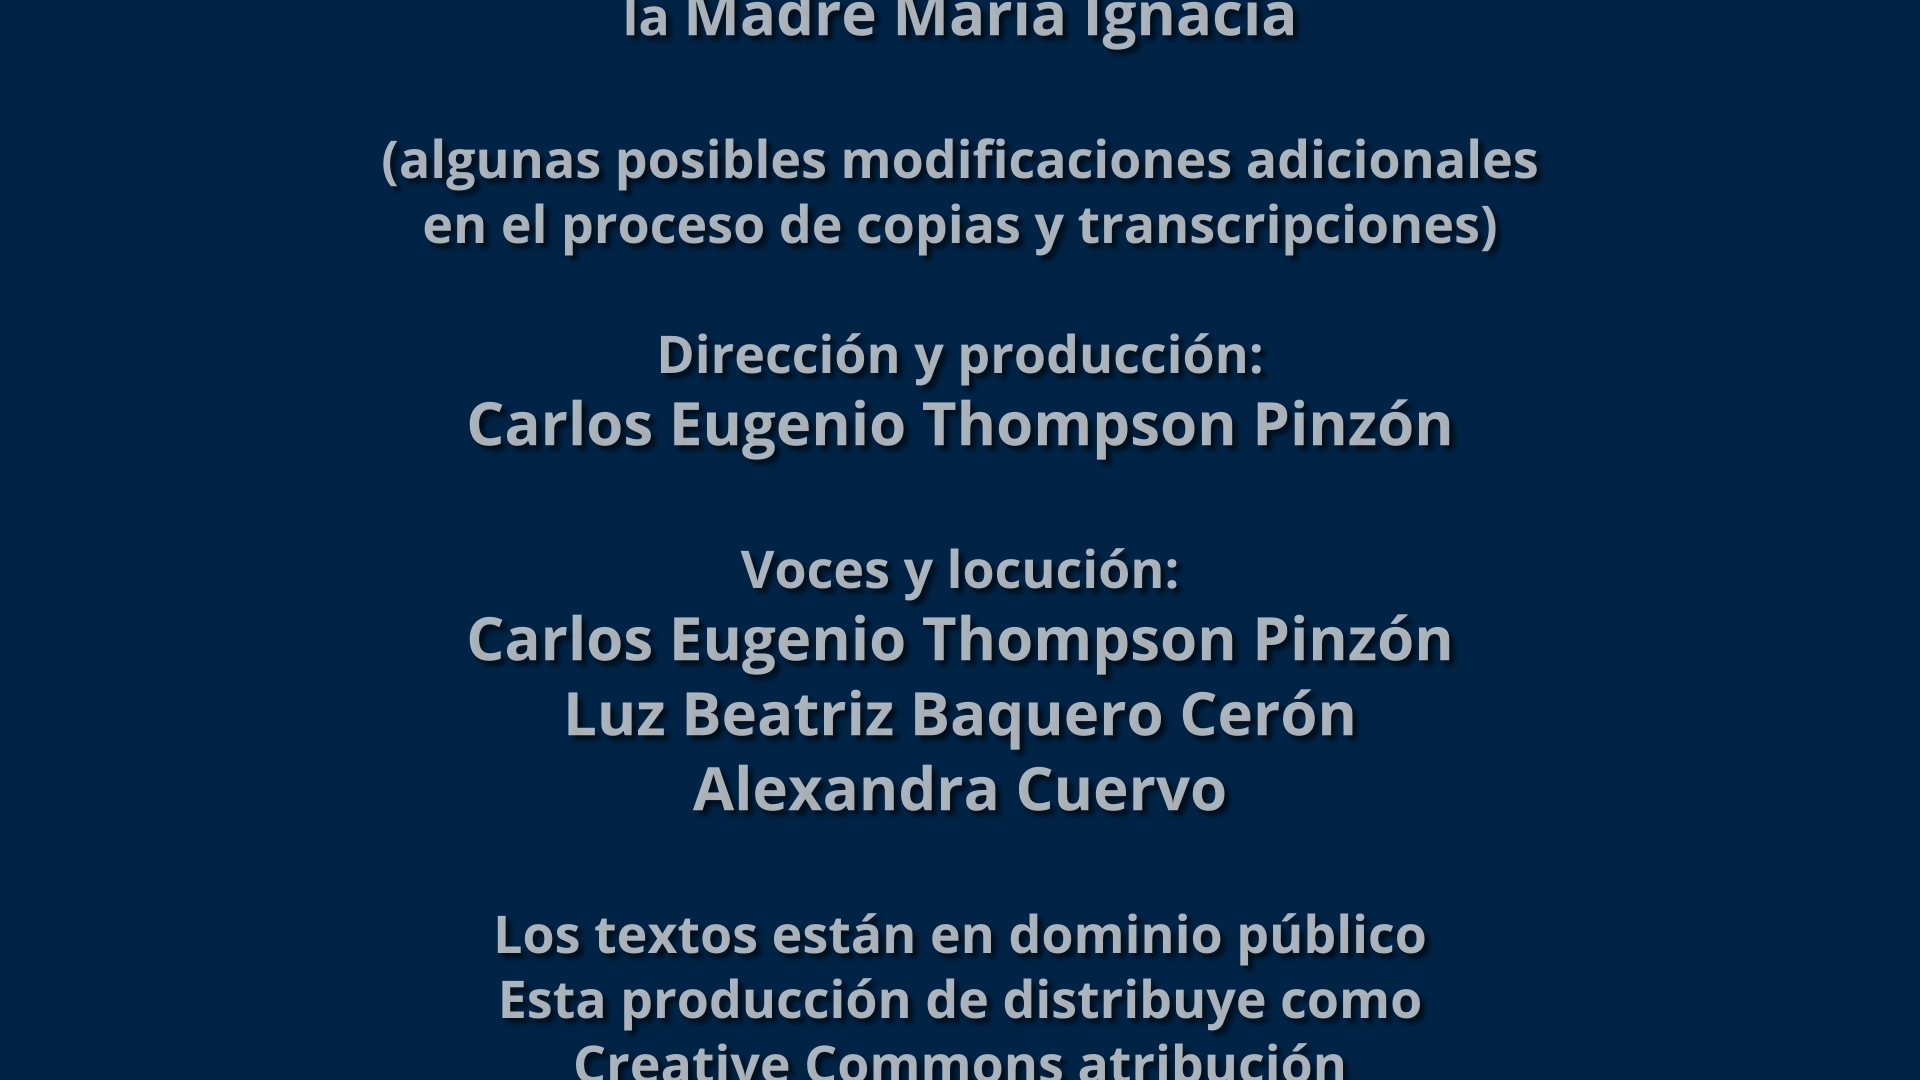 la Madre María Ignacia
(algunas posibles modificaciones adicionales
en el proceso de copias y transcripciones)
Dirección y producción:
Carlos Eugenio Thompson Pinzón
Voces y locución:
Carlos Eugenio Thompson Pinzón
Luz Beatriz Baquero Cerón
Alexandra Cuervo
Los textos están en dominio público
Esta producción de distribuye como
Creative Commons atribución